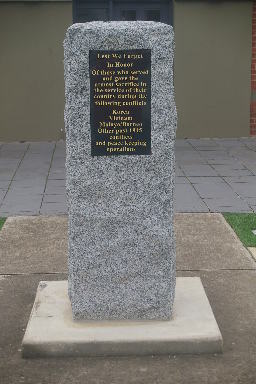 Lest We Forget
In Honor
Of those who served
and gave the
utmost sacrifice in
the service of their
country during the
following conflicts
Korea
Vietnam
Malaya/Borneo
Other post 1945
conflicts
and peace keeping
operations